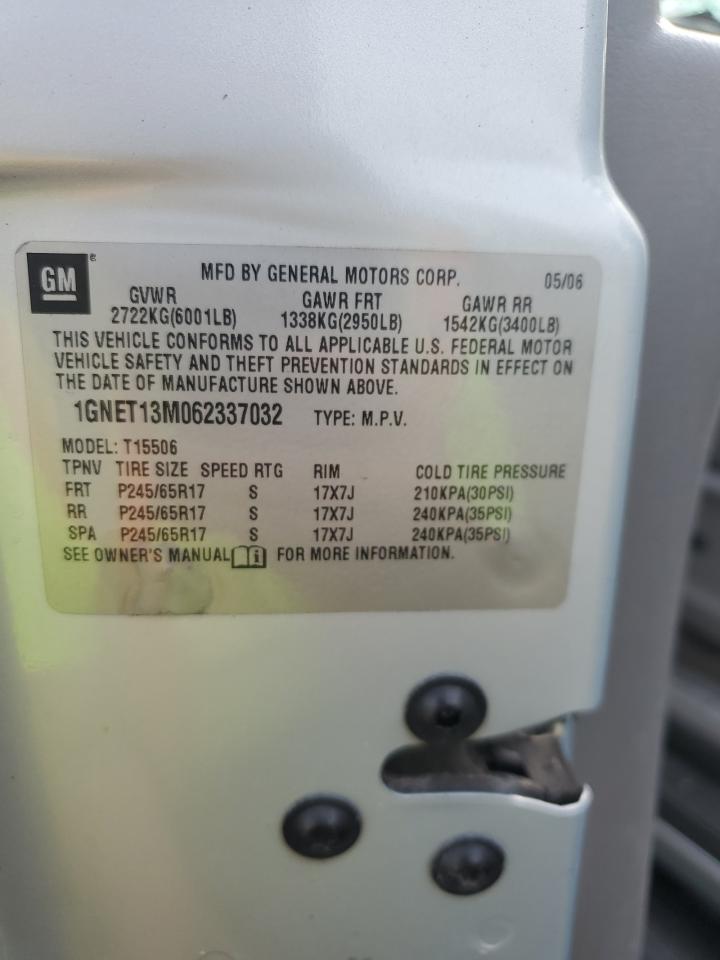 GM ® MFD BY GENERAL MOTORS CORP. 05/06
GVWR GAWR FRT GAWR RR
2722KG(6001LB) 1338KG(2950LB) 1542KG(3400LB)
THIS VEHICLE CONFORMS TO ALL APPLICABLE U.S. FEDERAL MOTOR
VEHICLE SAFETY AND THEFT PREVENTION STANDARDS IN EFFECT ON
THE DATE OF MANUFACTURE SHOWN ABOVE.
1GNET13M062337032 TYPE: M.P.V.
MODEL: T15506
TPNV TIRE SIZE SPEED RTG RIM COLD TIRE PRESSURE
FRT P245/65R17 S 17X7J 210KPA(30PSI)
RR P245/65R17 S 17X7J 240KPA(35PSI)
SPA P245/65R17 S 17X7J 240KPA(35PSI)
SEE OWNER'S MANUAL i FOR MORE INFORMATION.